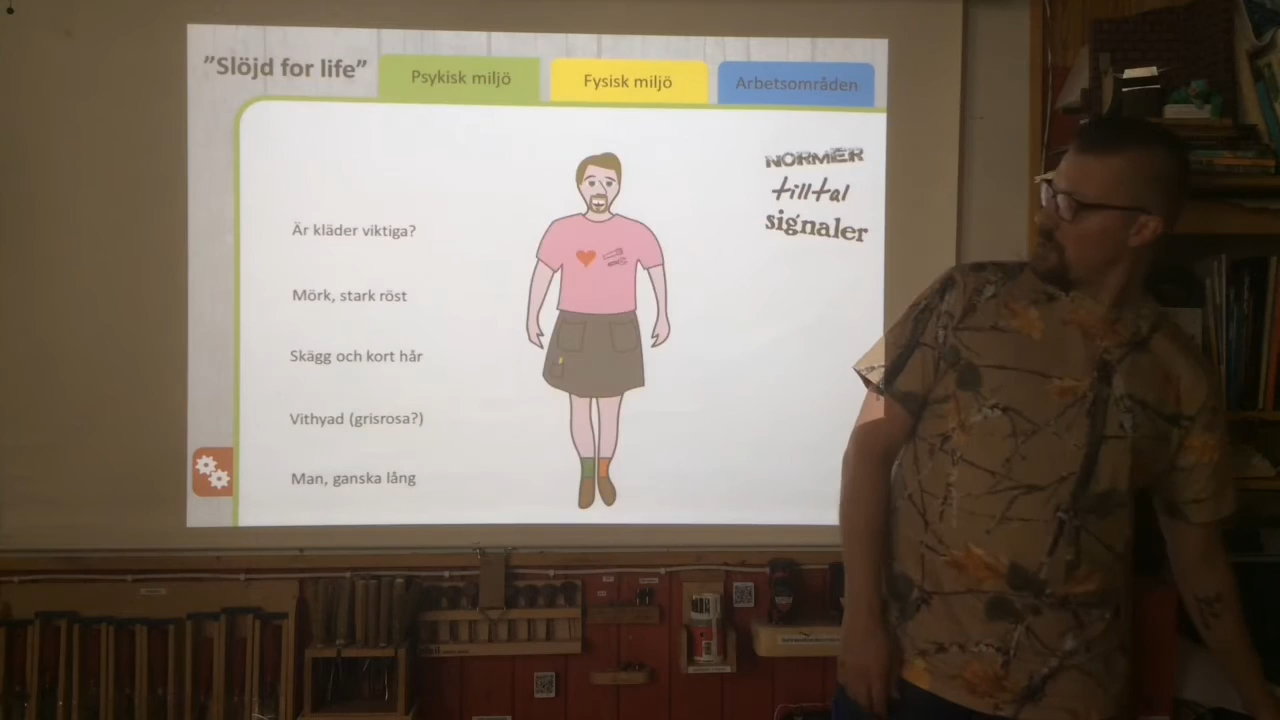 ”Slöjd for life”
Psykisk miljö
Fysisk miljö
Arbetsområden
NORMER
tilltal
signaler
Är kläder viktiga?
Mörk, stark röst
Skägg och kort hår
Vithyad (grisrosa?)
Man, ganska lång